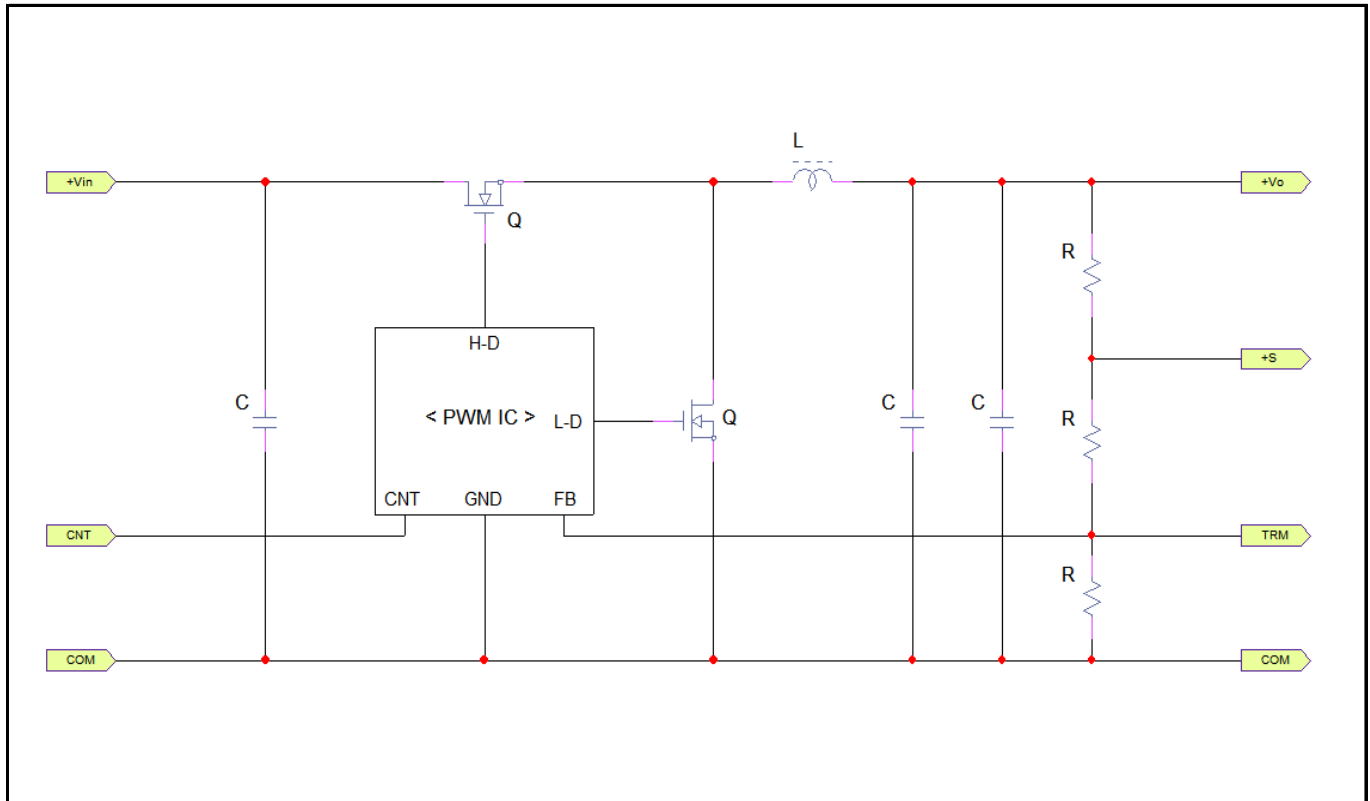 L
+Vin
+Vo
Q
R
+S
H-D
C
< PWM IC >
L-D
Q
C
C
R
CNT
GND
FB
CNT
TRM
R
COM
COM